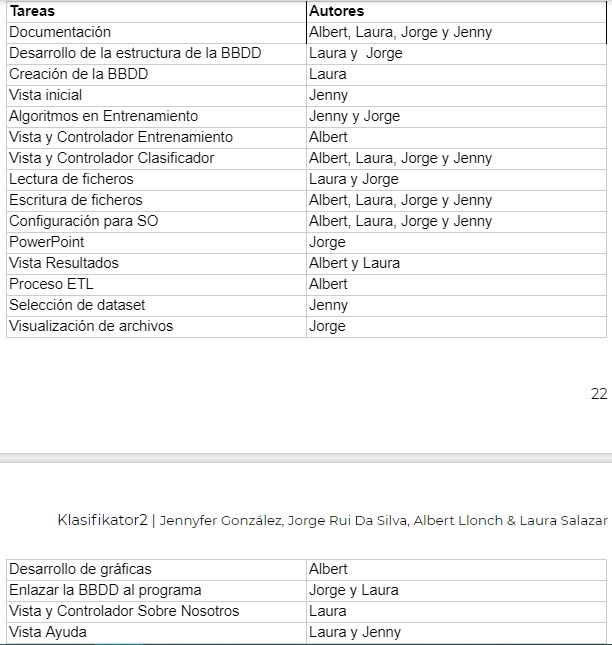 Tareas Autores
Documentación Albert, Laura, Jorge y Jenny
Desarrollo de la estructura de la BBDD Laura y Jorge
Creación de la BBDD Laura
Vista inicial Jenny
Algoritmos en Entrenamiento Jenny y Jorge
Vista y Controlador Entrenamiento Albert
Vista y Controlador Clasificador Albert, Laura, Jorge y Jenny
Lectura de ficheros Laura y Jorge
Escritura de ficheros Albert, Laura, Jorge y Jenny
Configuración para SO Albert, Laura, Jorge y Jenny
PowerPoint Jorge
Vista Resultados Albert y Laura
Proceso ETL Albert
Selección de dataset Jenny
Visualización de archivos Jorge
22
Klasifikator2 | Jennyfer González, Jorge Rui Da Silva, Albert Llonch & Laura Salazar
Desarrollo de gráficas Albert
Enlazar la BBDD al programa Jorge y Laura
Vista y Controlador Sobre Nosotros Laura
Vista Ayuda Laura y Jenny